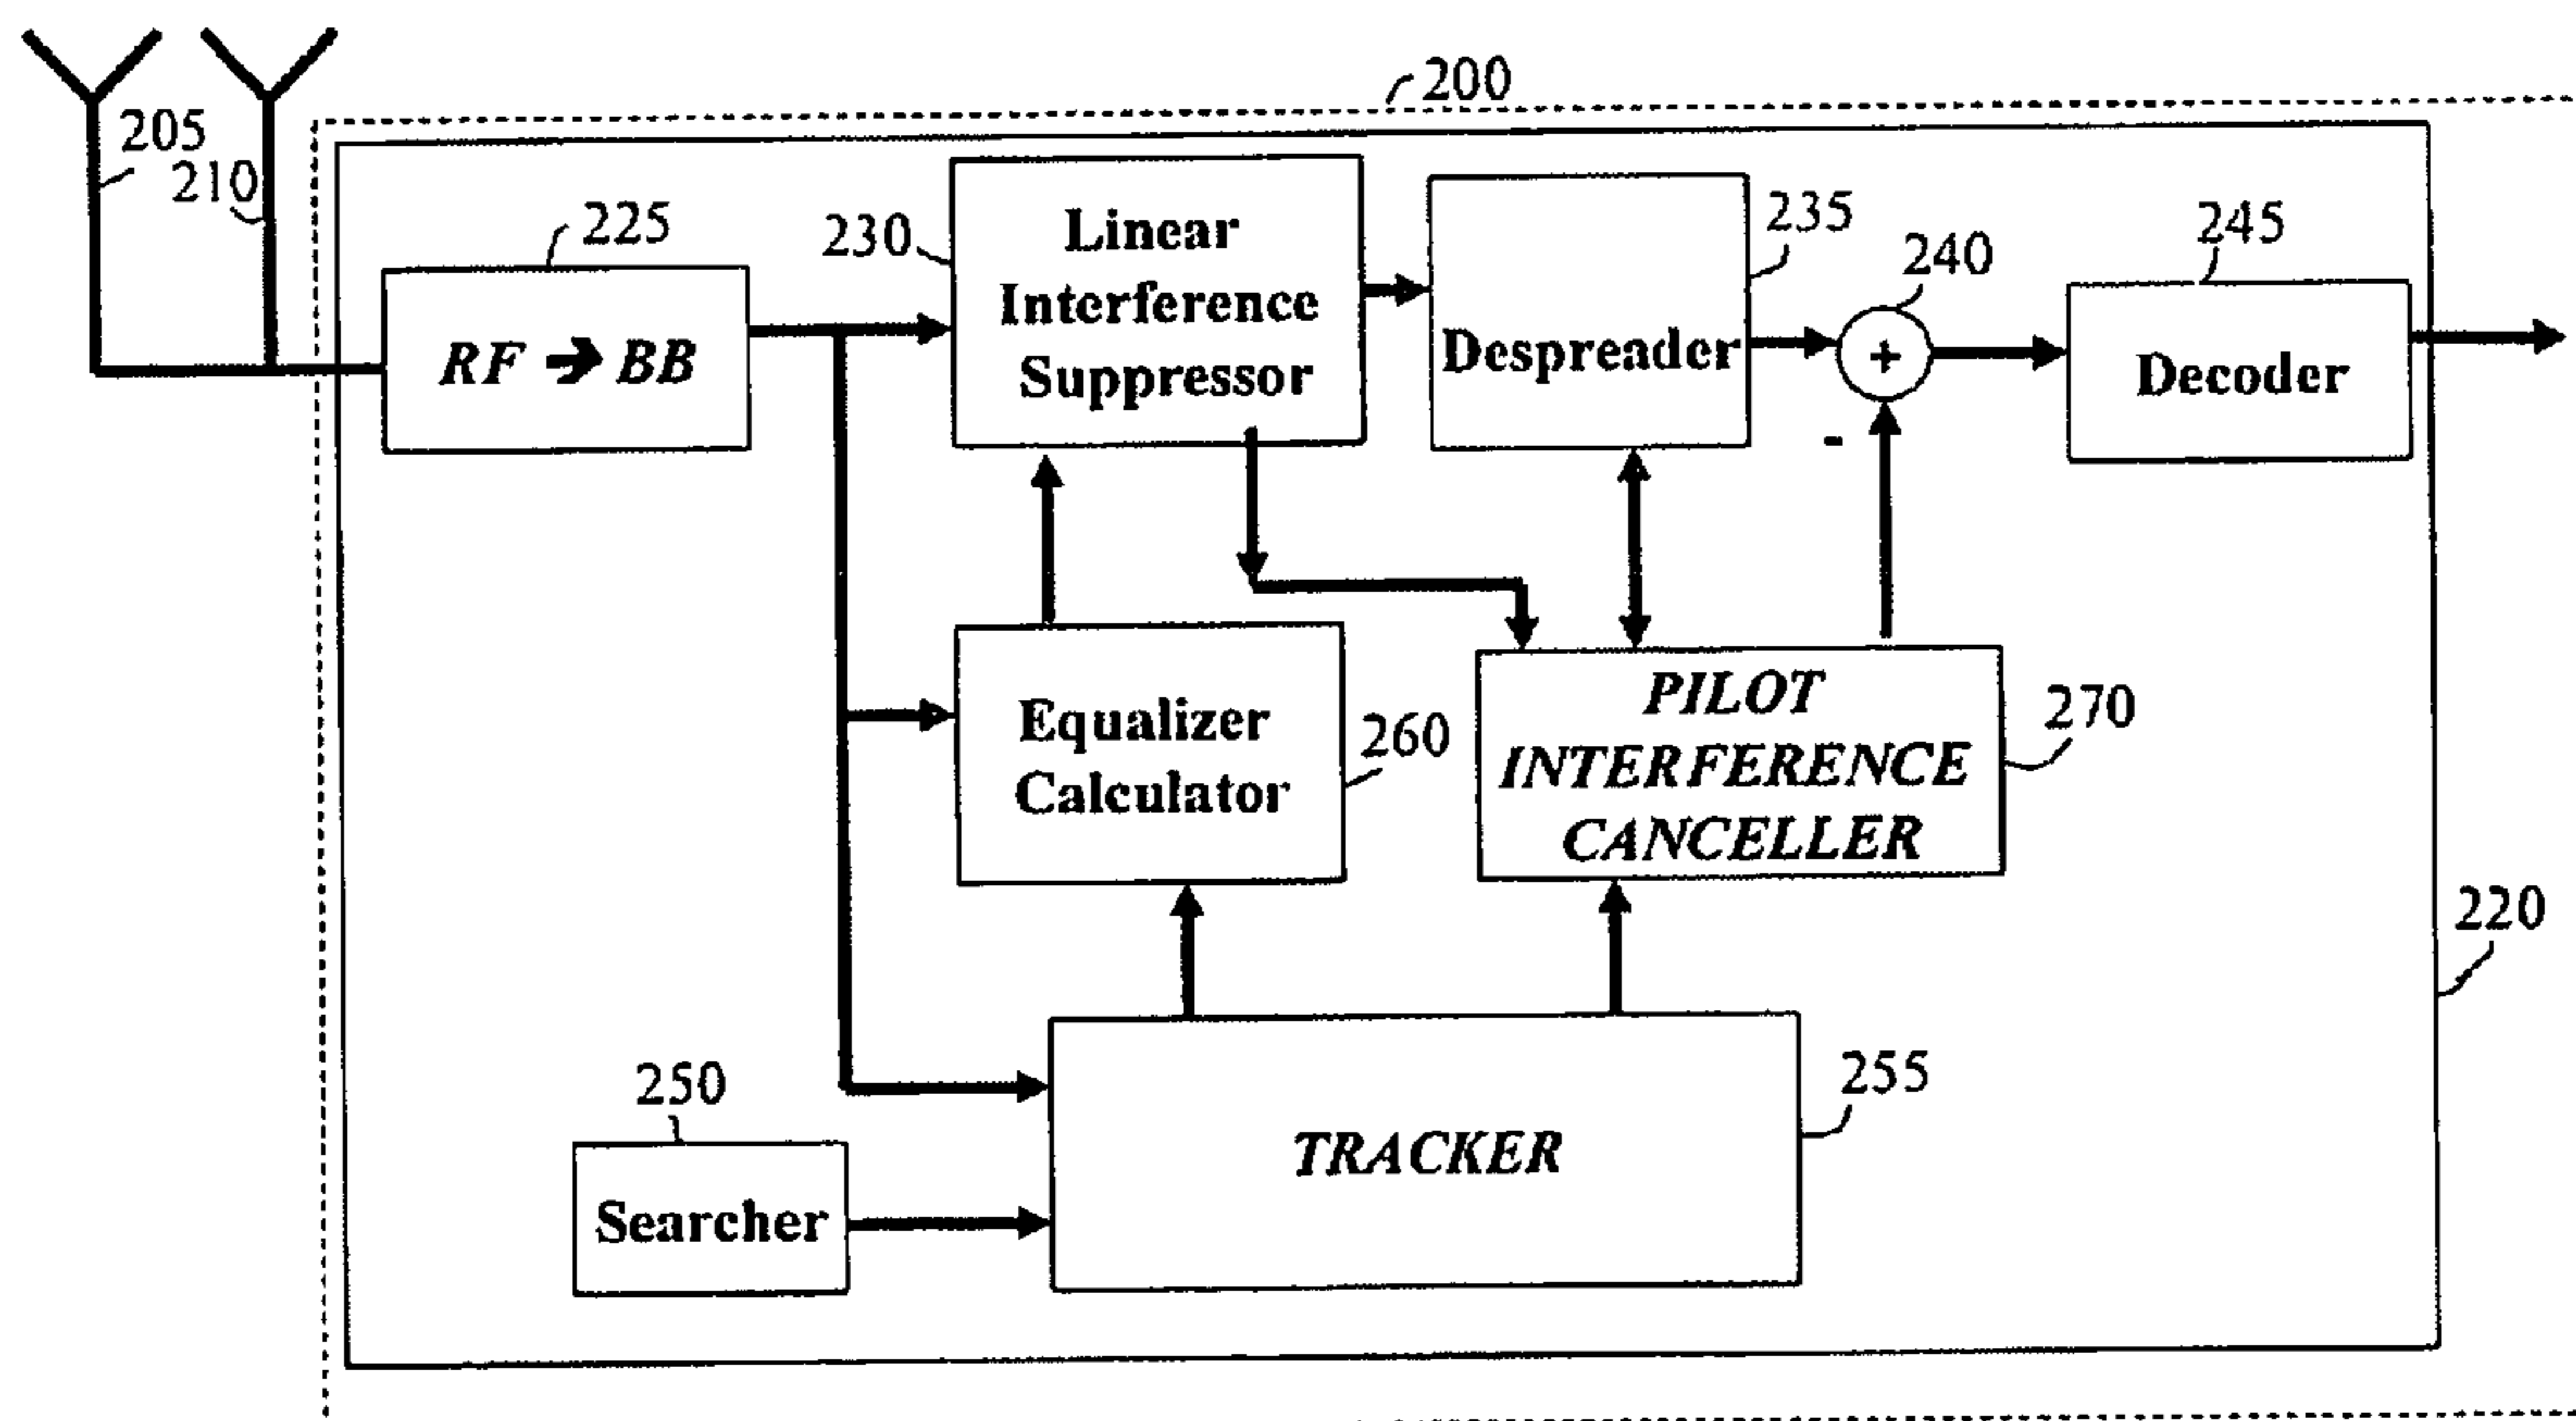 200
205
210
225
RF → BB
230
Linear
Interference
Suppressor
235
Despreader
240
+
-
245
Decoder
Equalizer
Calculator
260
PILOT
INTERFERENCE
CANCELLER
270
220
250
Searcher
TRACKER
255